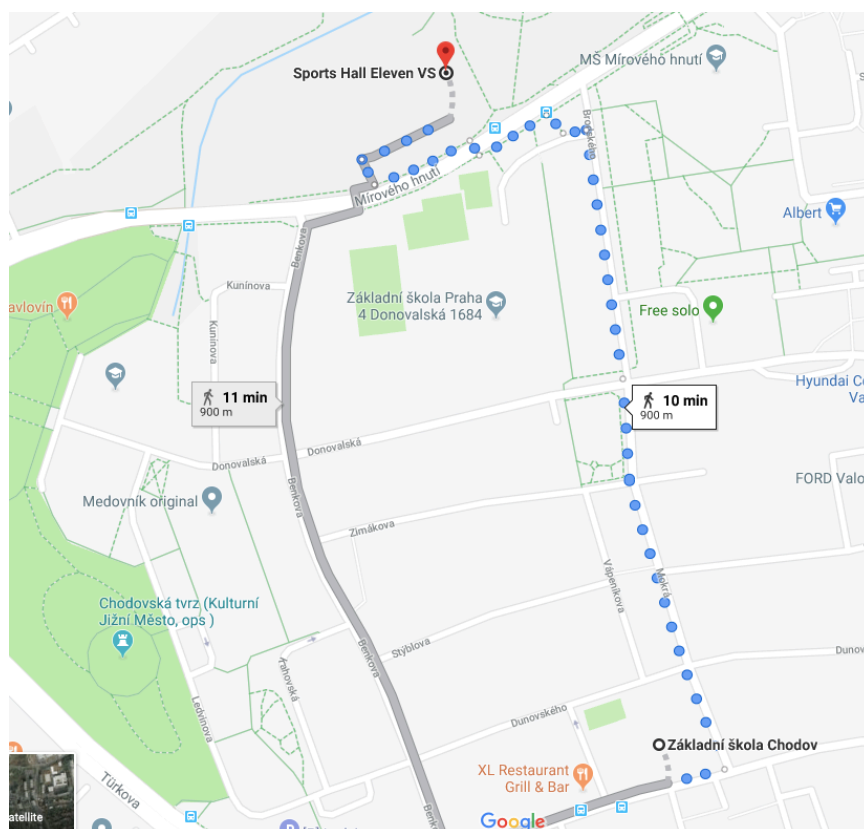 Sports Hall Eleven VS
MŠ Mírového hnutí
Brodského
Mírového hnutí
Albert
avlovín
Kunínova
Benkova
Kunínova
Základní škola Praha
4 Donovalská 1684
Free solo
11 min
900 m
10 min
900 m
Hyundai Ce
Va
Donovalská
Donovalská
Benkova
Medovník original
FORD Valo
Zimákova
Vápeníkova
Mokrá
Chodovská tvrz (Kulturní
Jižní Město, ops )
Stýblova
Benkova
Ledvinova
Ťahovská
Dunov
Dunovského
Základní škola Chodov
XL Restaurant
Grill & Bar
Türkova
atellite
Google